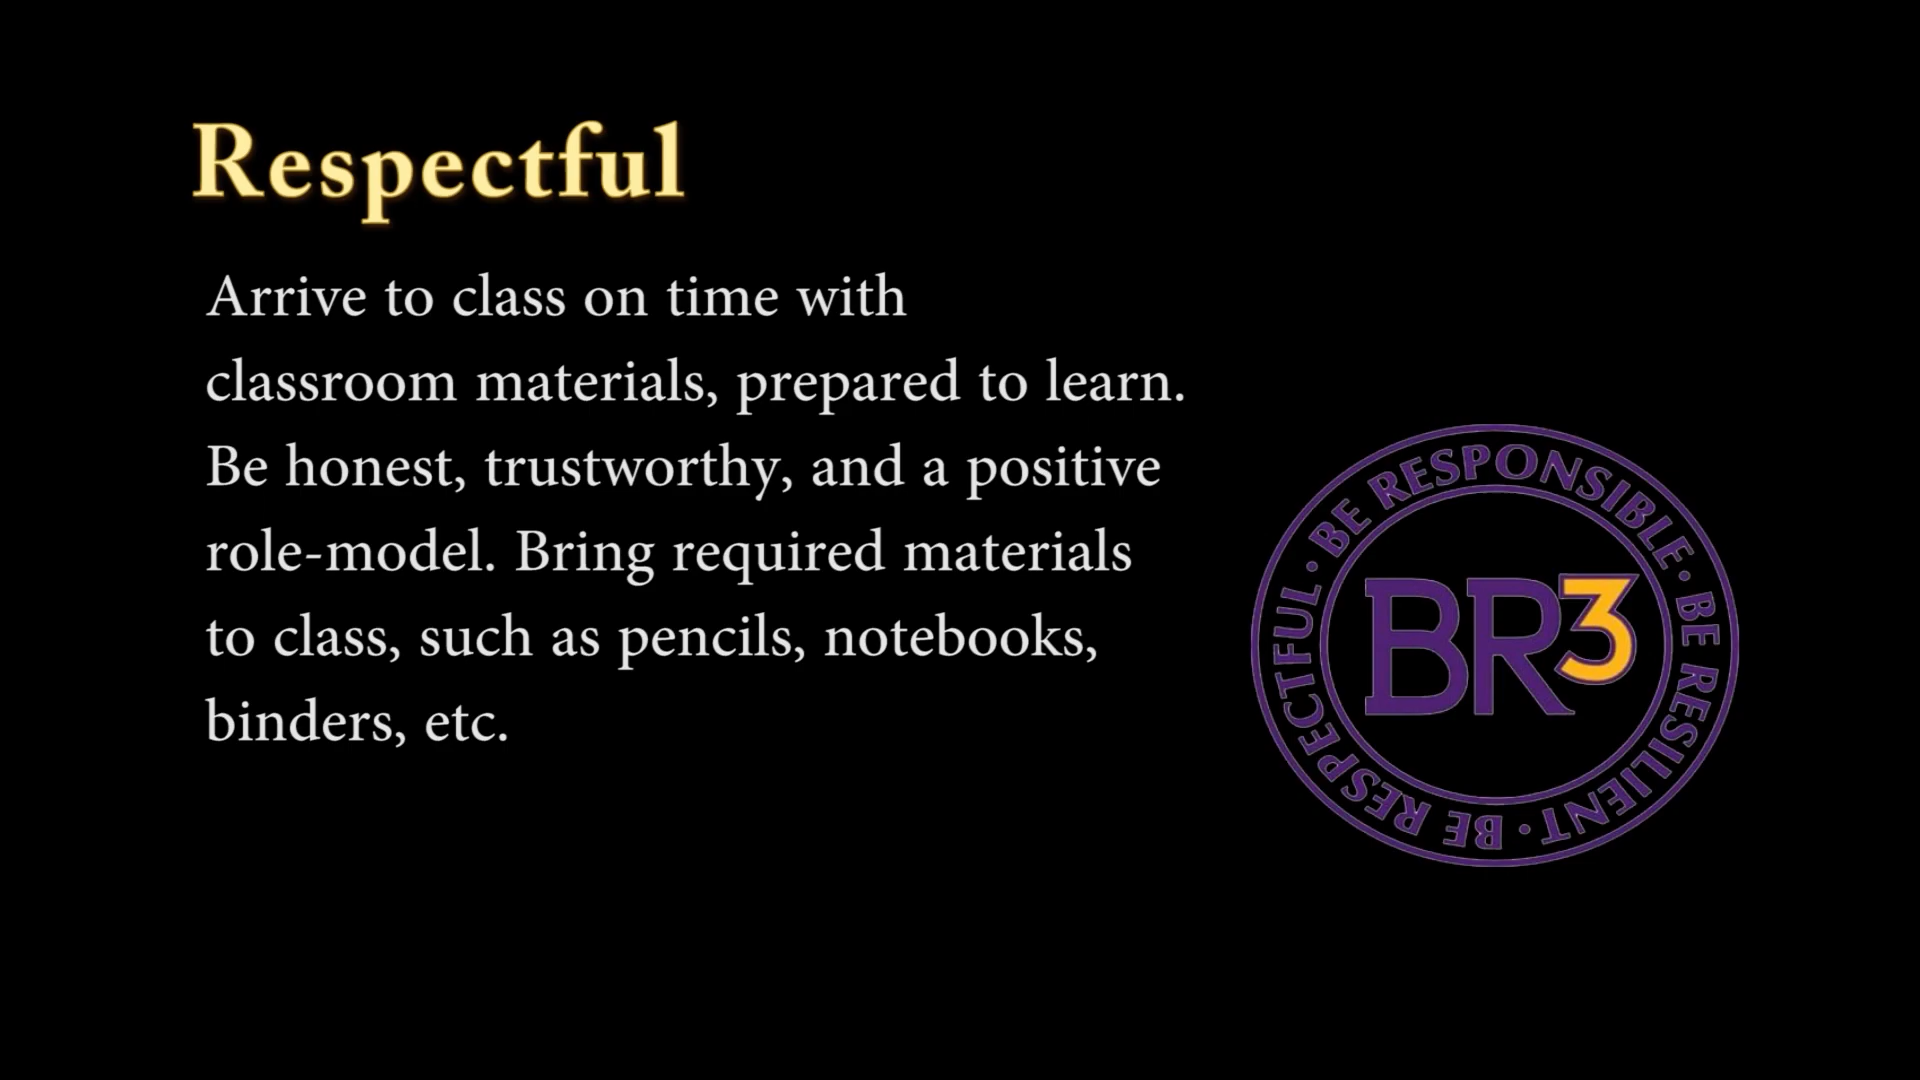 Respectful
Arrive to class on time with
classroom materials, prepared to learn.
Be honest, trustworthy, and a positive
role-model. Bring required materials
to class, such as pencils, notebooks,
binders, etc.
BE RESPONSIBLE · BE RESILIENT · BE RESPECTFUL ·
BR3